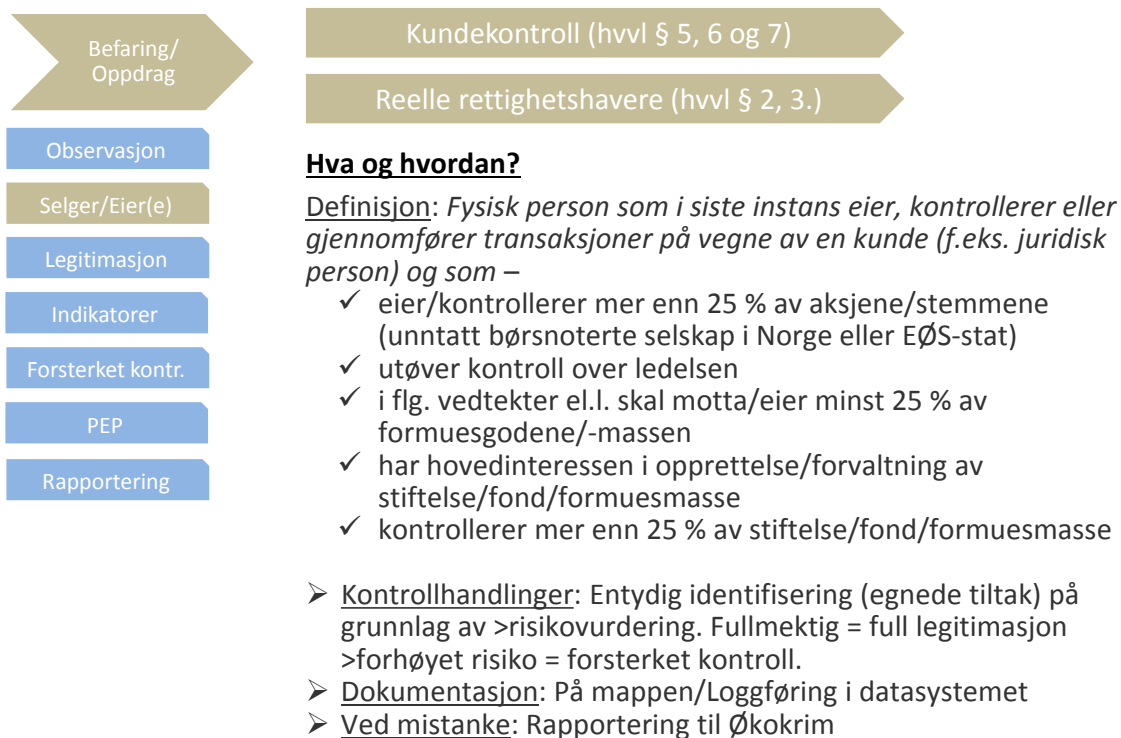 Befaring/
Oppdrag
Observasjon
Selger/Eier(e)
Legitimasjon
Indikatorer
Forsterket kontr.
PEP
Rapportering
Kundekontroll (hvvl § 5, 6 og 7)
Reelle rettighetshavere (hvvl § 2, 3.)
Hva og hvordan?
Definisjon: Fysisk person som i siste instans eier, kontrollerer eller
gjennomfører transaksjoner på vegne av en kunde (f.eks. juridisk
person) og som –
✓ eier/kontrollerer mer enn 25 % av aksjene/stemmene
(unntatt børsnoterte selskap i Norge eller EØS-stat)
✓ utøver kontroll over ledelsen
✓ i flg. vedtekter el.l. skal motta/eier minst 25 % av
formuesgodene/-massen
✓ har hovedinteressen i opprettelse/forvaltning av
stiftelse/fond/formuesmasse
✓ kontrollerer mer enn 25 % av stiftelse/fond/formuesmasse
➢ Kontrollhandlinger: Entydig identifisering (egnede tiltak) på
grunnlag av >risikovurdering. Fullmektig = full legitimasjon
>forhøyet risiko = forsterket kontroll.
➢ Dokumentasjon: På mappen/Loggføring i datasystemet
➢ Ved mistanke: Rapportering til Økokrim